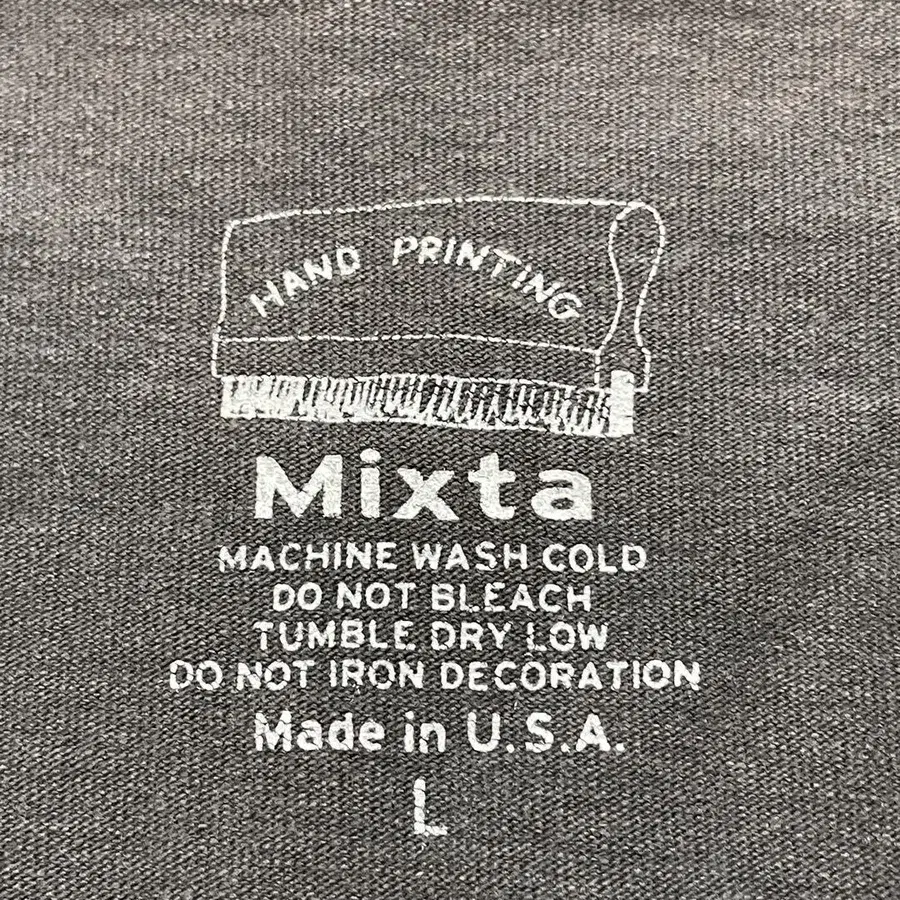 HAND PRINTING
Mixta
MACHINE WASH COLD
DO NOT BLEACH
TUMBLE DRY LOW
DO NOT IRON DECORATION
Made in U.S.A.
L